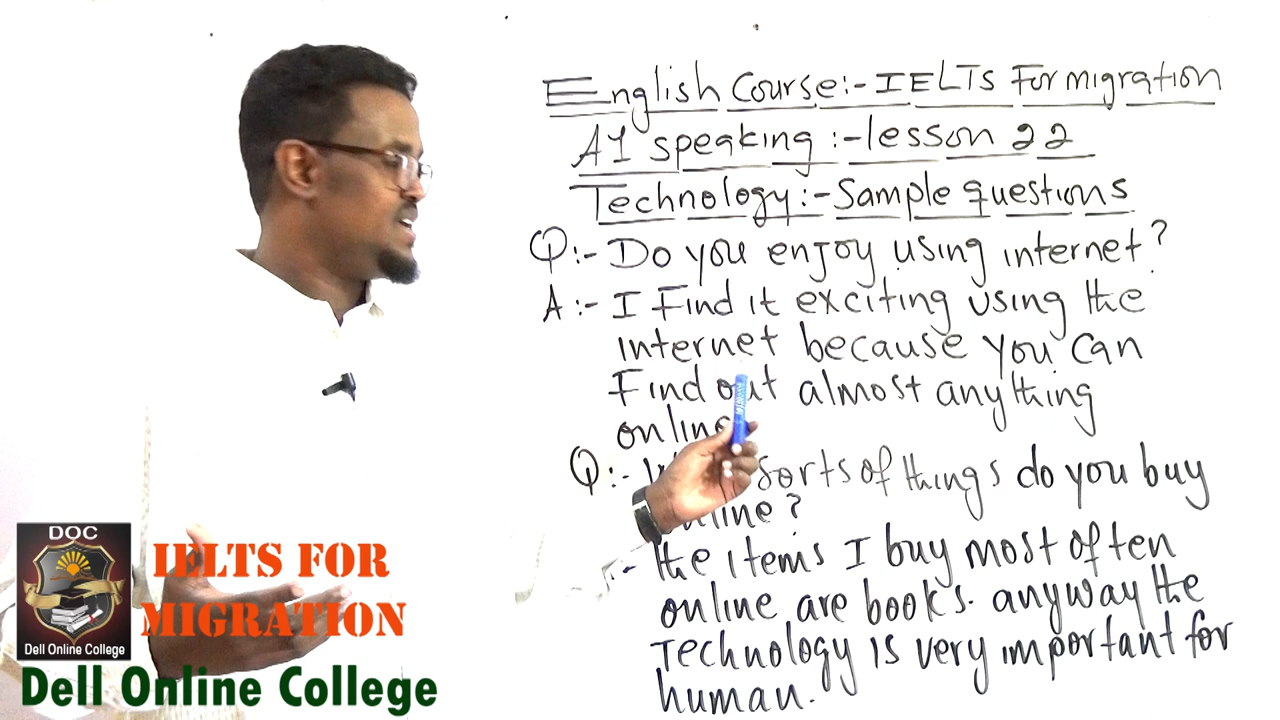 English Course:- IELTS For migration
A1 speaking :- lesson 22
Technology:- Sample questions
Q:- Do you enjoy using internet?
A:- I Find it exciting using the
internet because you can
Find out almost anything
online
Q:- sorts of things do you buy
online?
:- the items I buy most often
online are books. anyway the
Technology is very important for
human.
DOC
Dell Online College
IELTS FOR
MIGRATION
Dell Online College